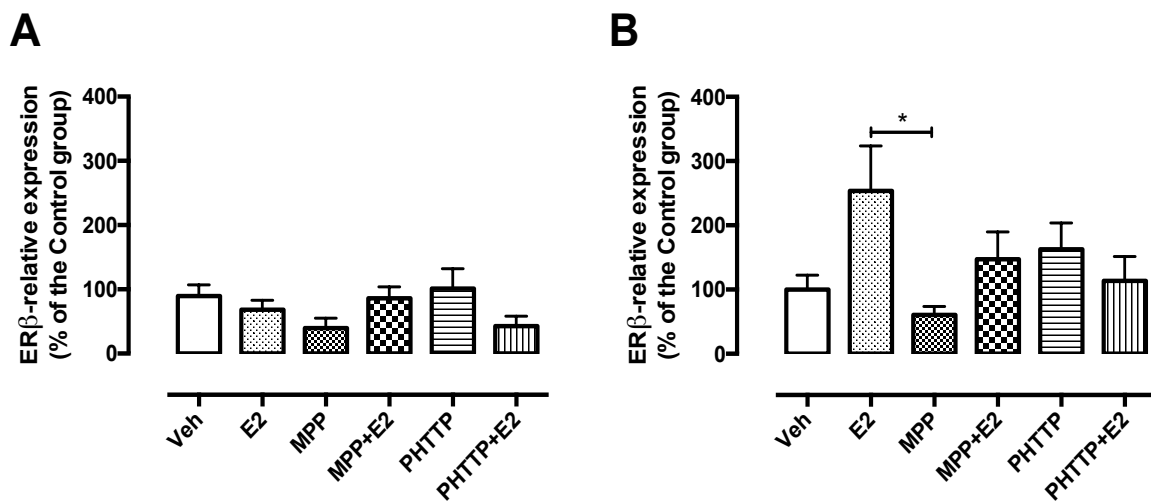 A
ERβ-relative expression
(% of the Control group)
400
300
200
100
0
Veh
E2
MPP
MPP+E2
PHTTP
PHTTP+E2
B
ERβ-relative expression
(% of the Control group)
400
300
200
100
0
*
Veh
E2
MPP
MPP+E2
PHTTP
PHTTP+E2